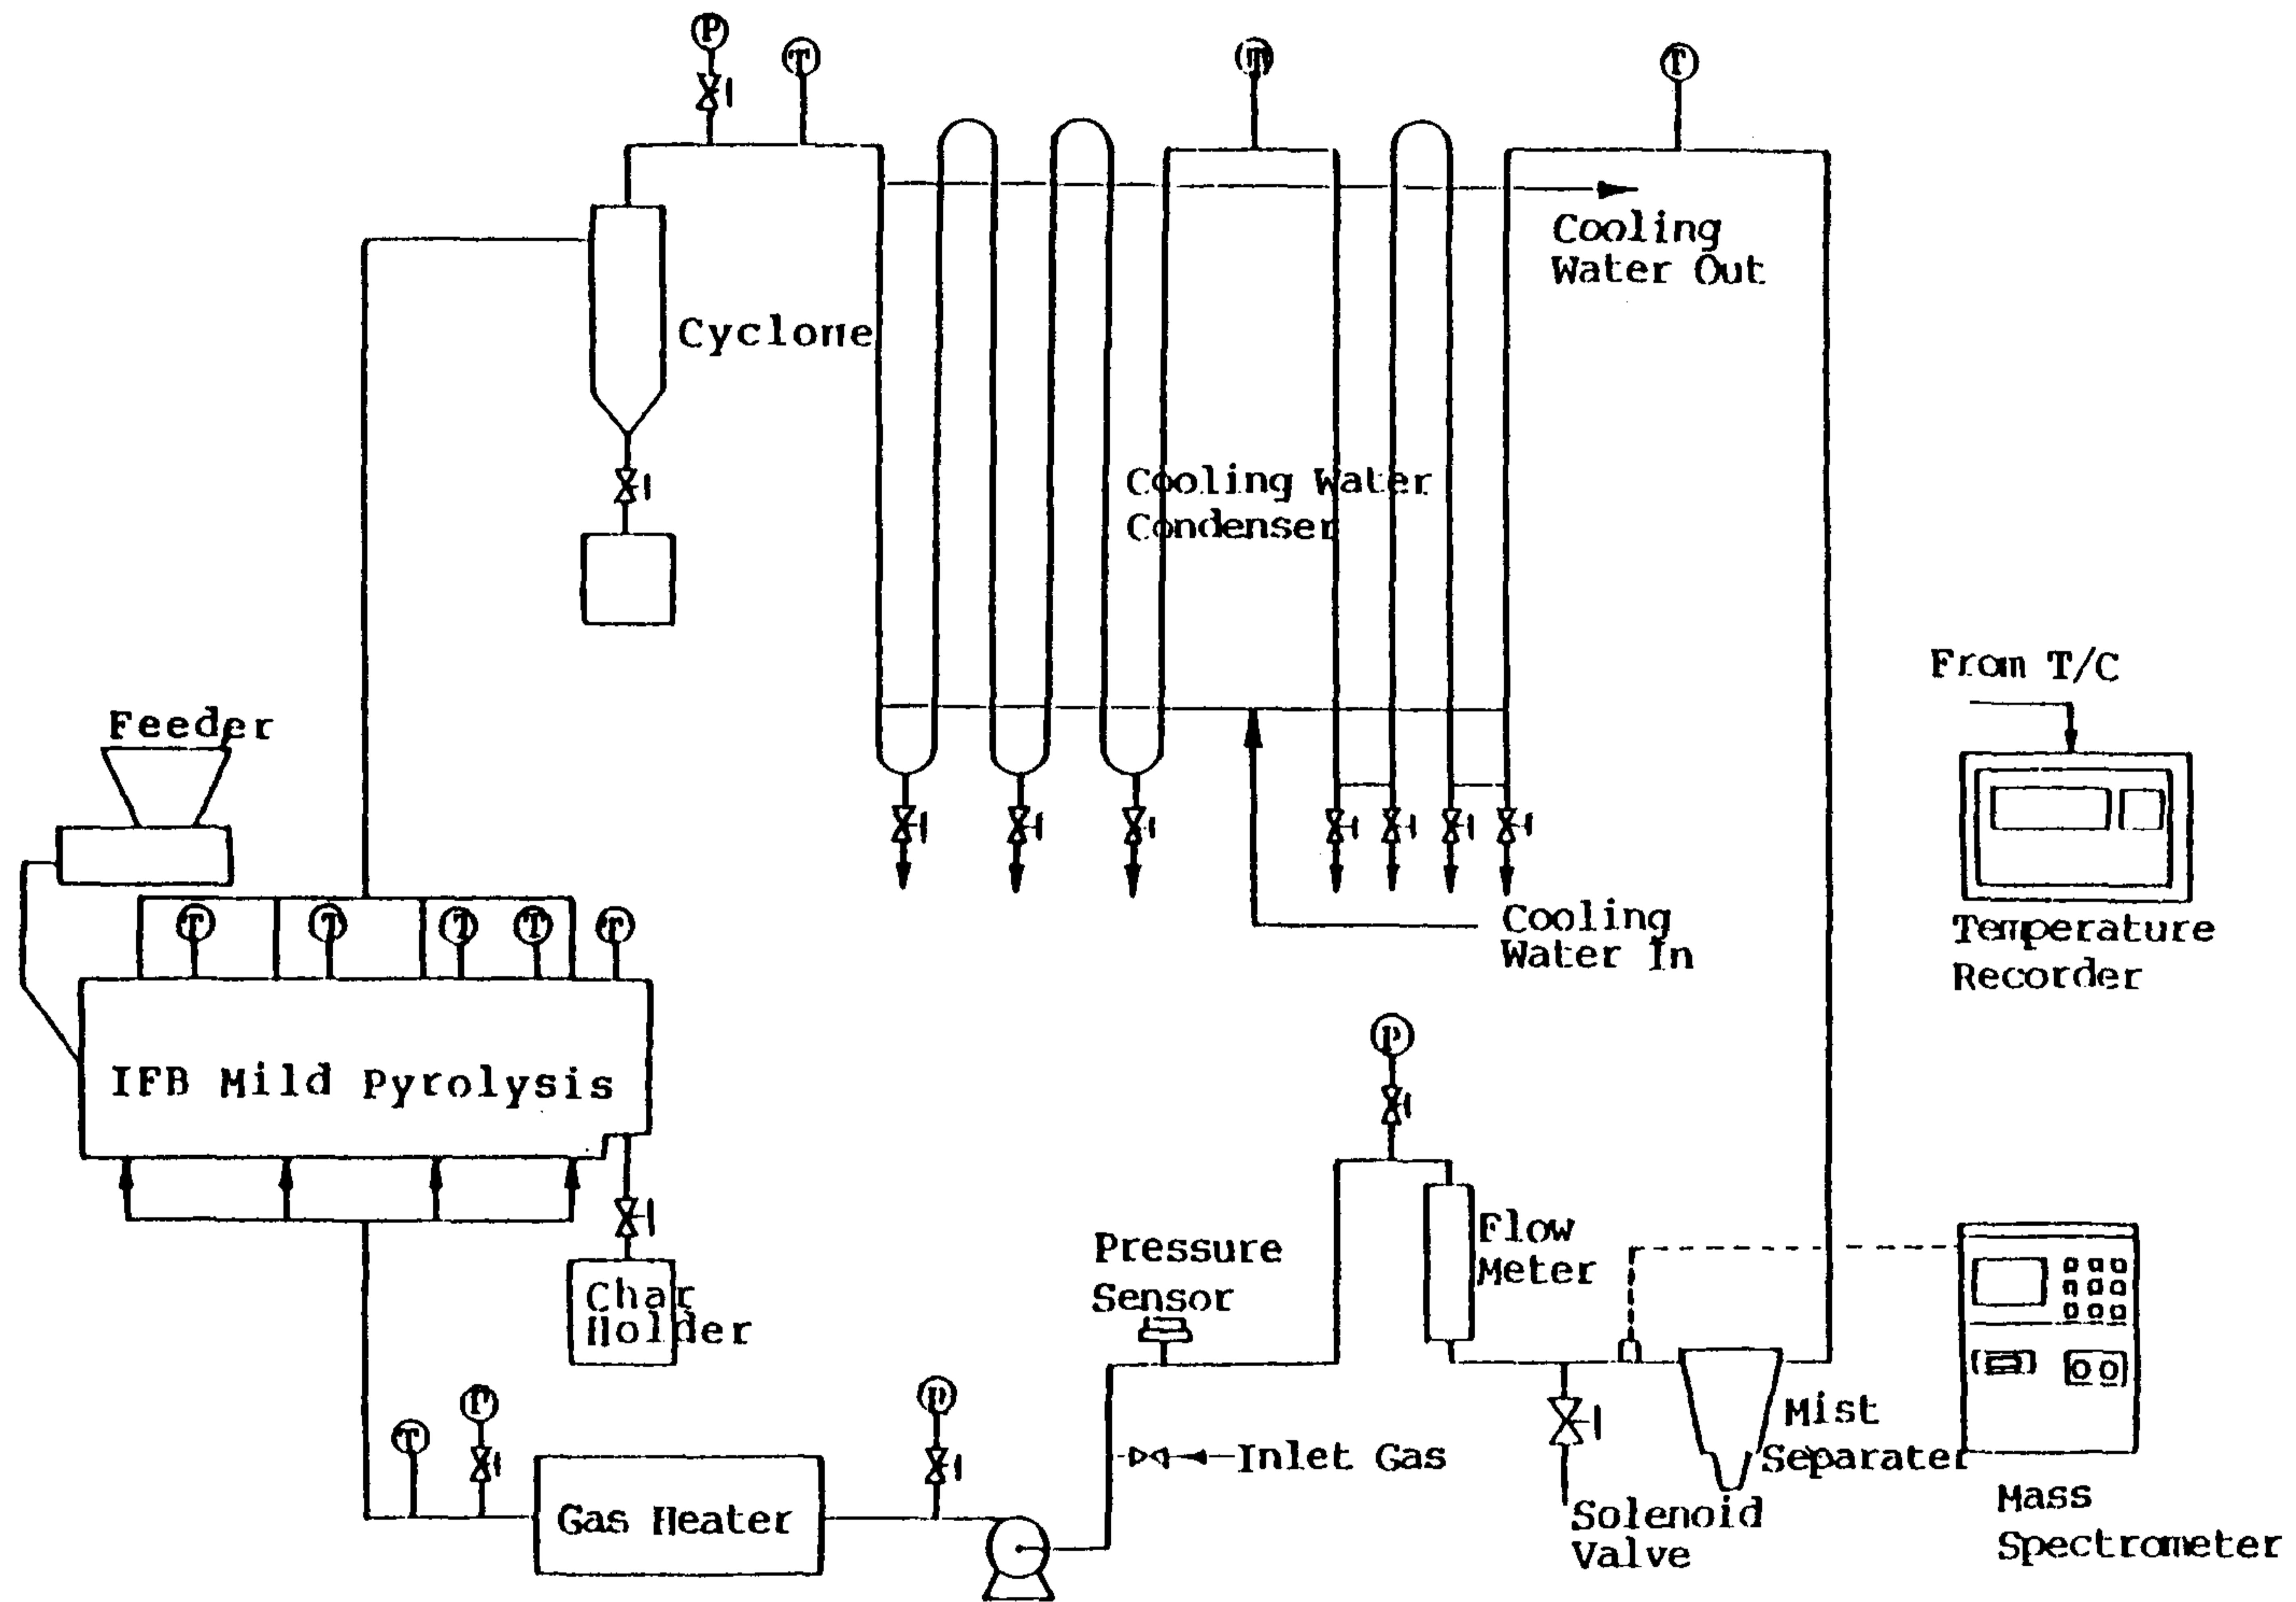 P
T
T
T
Cooling
Water Out
Cyclone
Cooling Water
Condenser
From T/C
Feeder
Temperature
Recorder
Cooling
Water In
T
T
T
T
T
P
IFB Mild Pyrolysis
Flow
Meter
Pressure
Sensor
Char
Holder
P
P
T
Mist
Separater
Inlet Gas
Gas Heater
Solenoid
Valve
Mass
Spectrometer